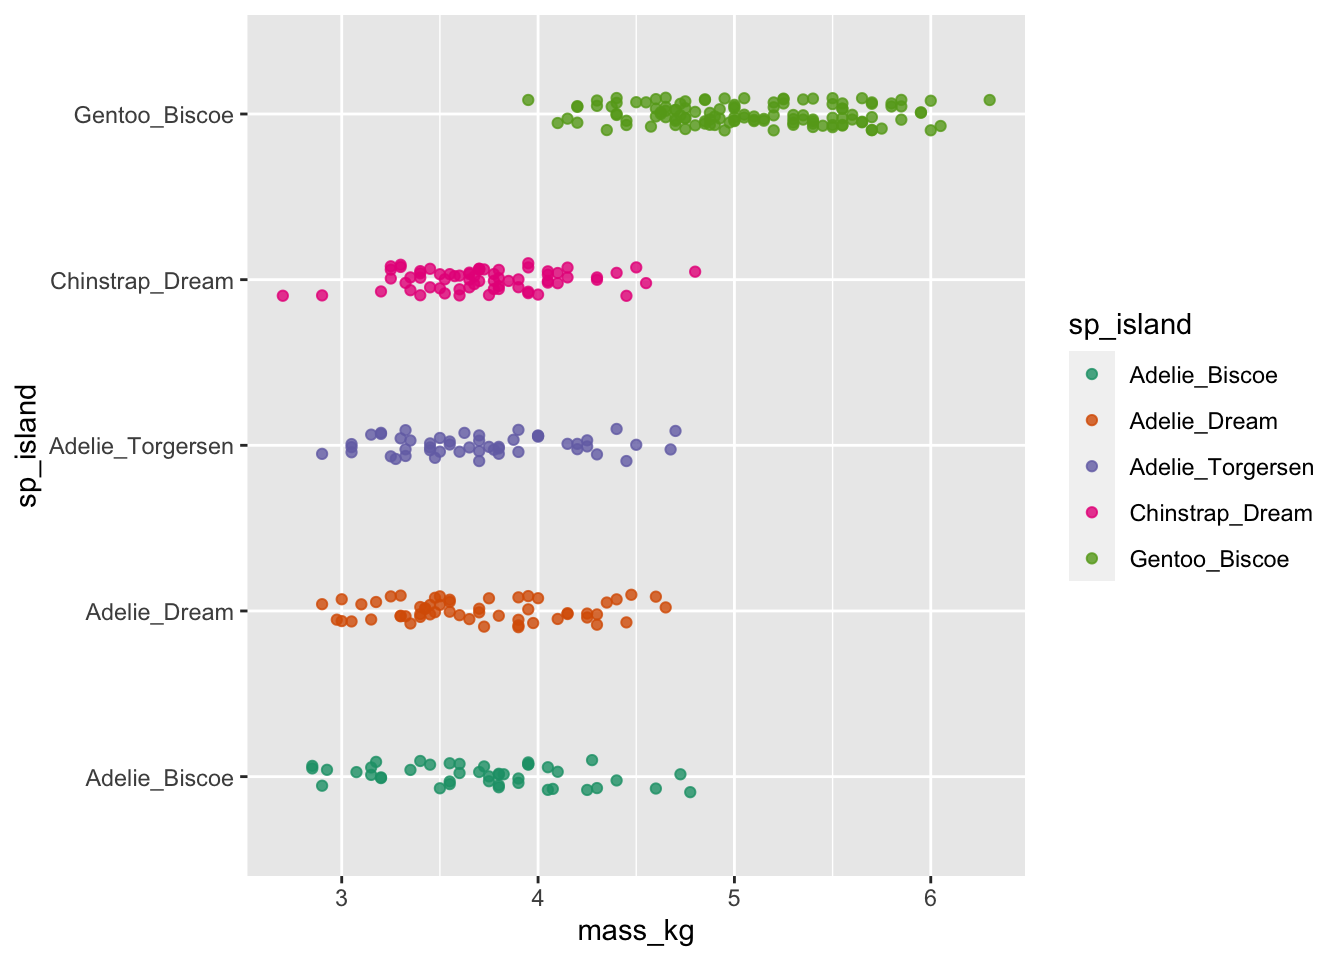 sp_island
Gentoo_Biscoe
Chinstrap_Dream
Adelie_Torgersen
Adelie_Dream
Adelie_Biscoe
3
4
5
6
mass_kg
sp_island
Adelie_Biscoe
Adelie_Dream
Adelie_Torgersen
Chinstrap_Dream
Gentoo_Biscoe